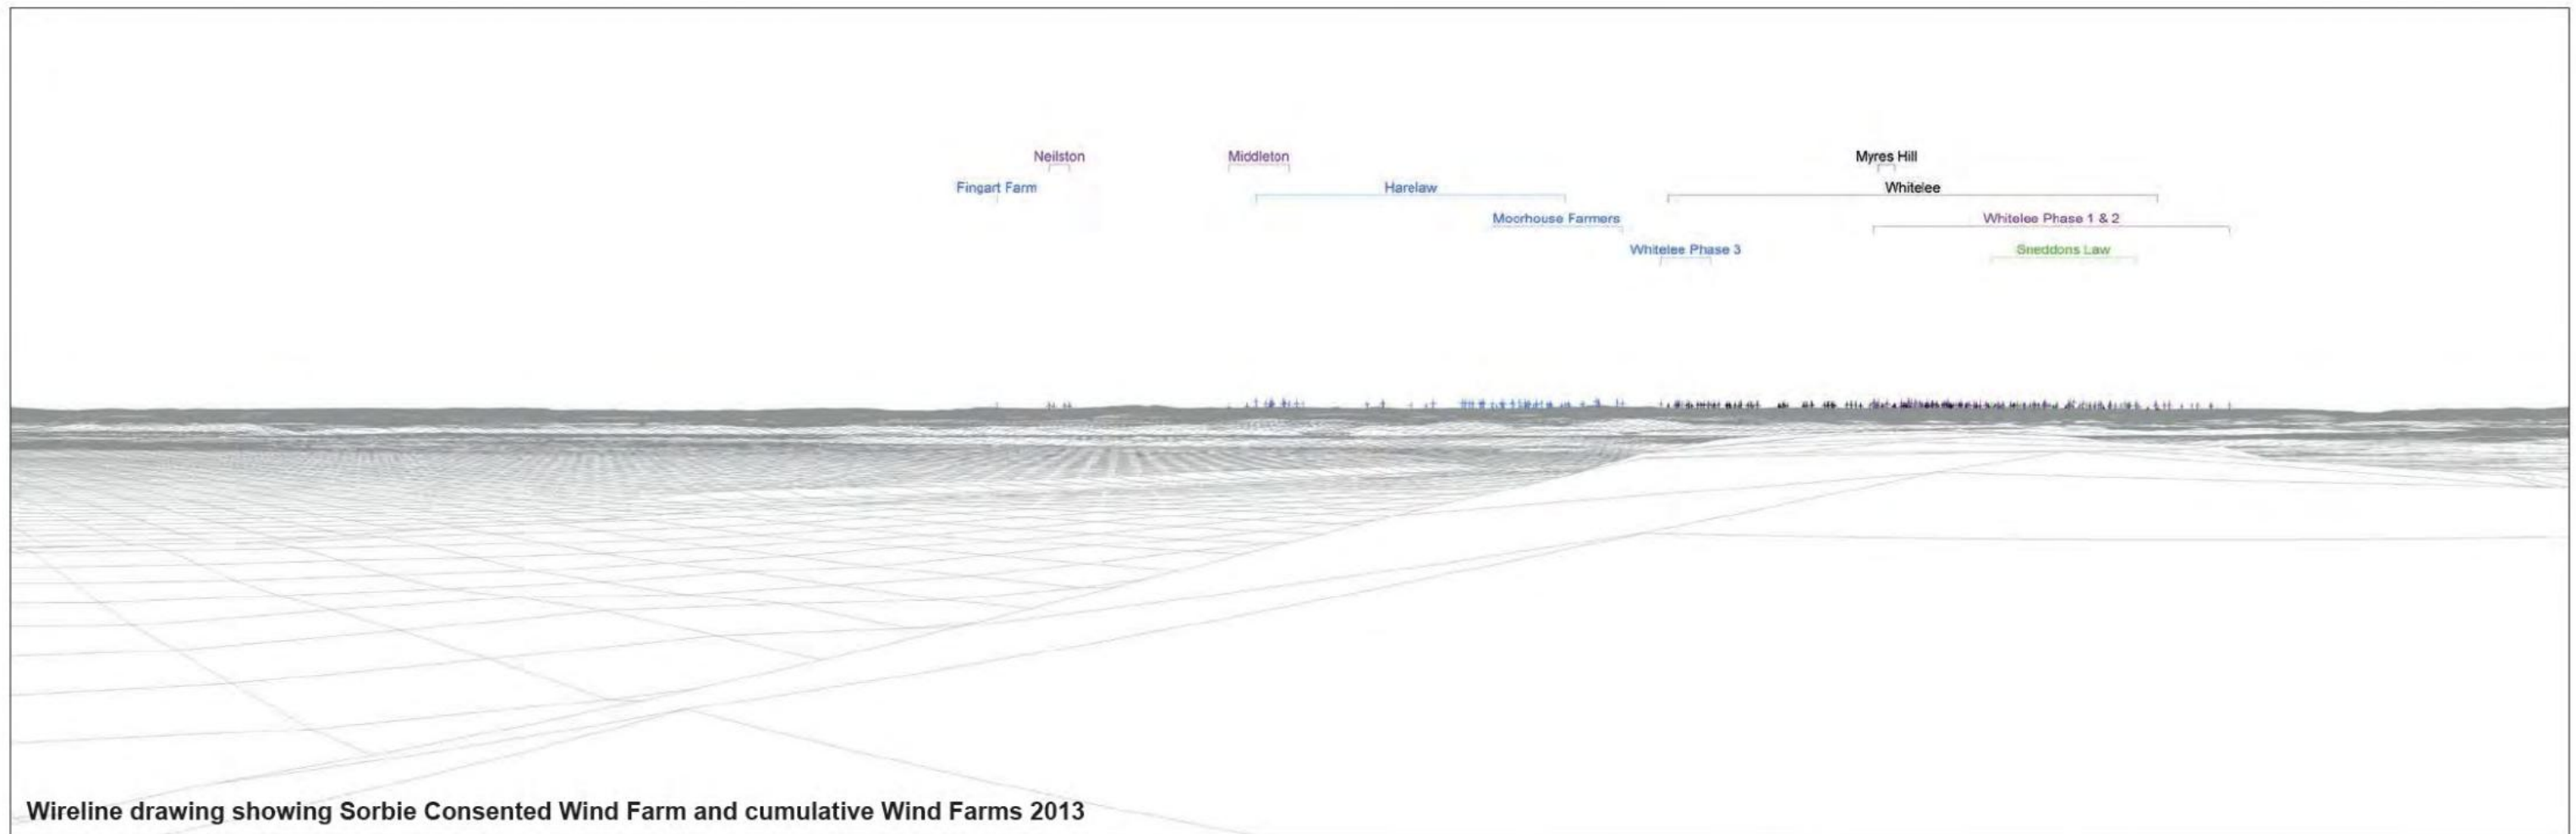 Neilston
Middleton
Myres Hill
Fingart Farm
Harelaw
Whitelee
Moorhouse Farmers
Whitelee Phase 1 & 2
Whitelee Phase 3
Sneddons Law
Wireline drawing showing Sorbie Consented Wind Farm and cumulative Wind Farms 2013